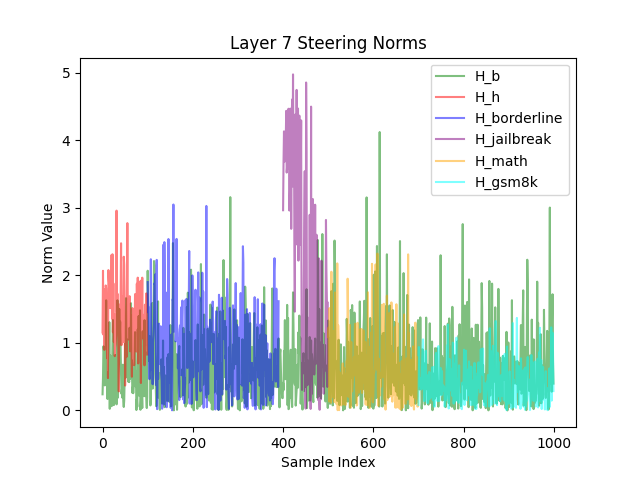 Layer 7 Steering Norms
H_b
H_h
H_borderline
H_jailbreak
H_math
H_gsm8k
Norm Value
5
4
3
2
1
0
0 200 400 600 800 1000
Sample Index